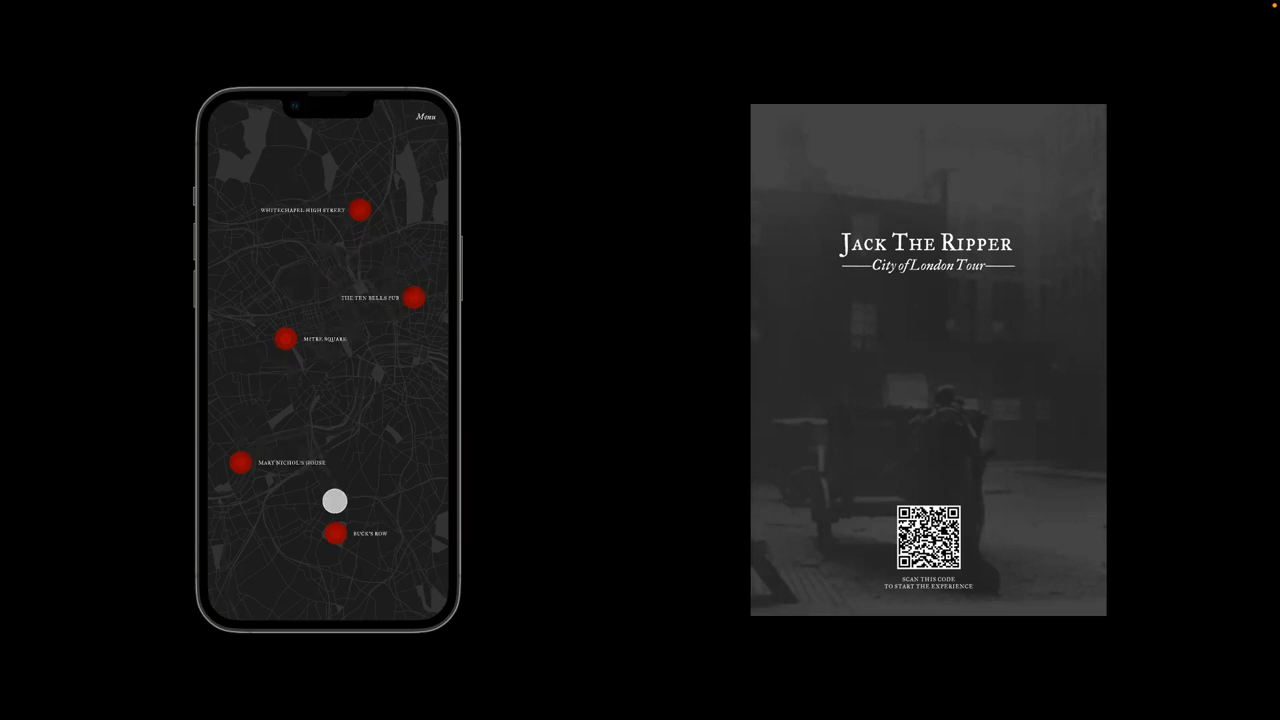 Menu
WHITECHAPEL HIGH STREET
THE TEN BELLS PUB
MITRE SQUARE
MARY NICHOL'S HOUSE
BUCK'S ROW
JACK THE RIPPER
City of London Tour
SCAN THIS CODE
TO START THE EXPERIENCE